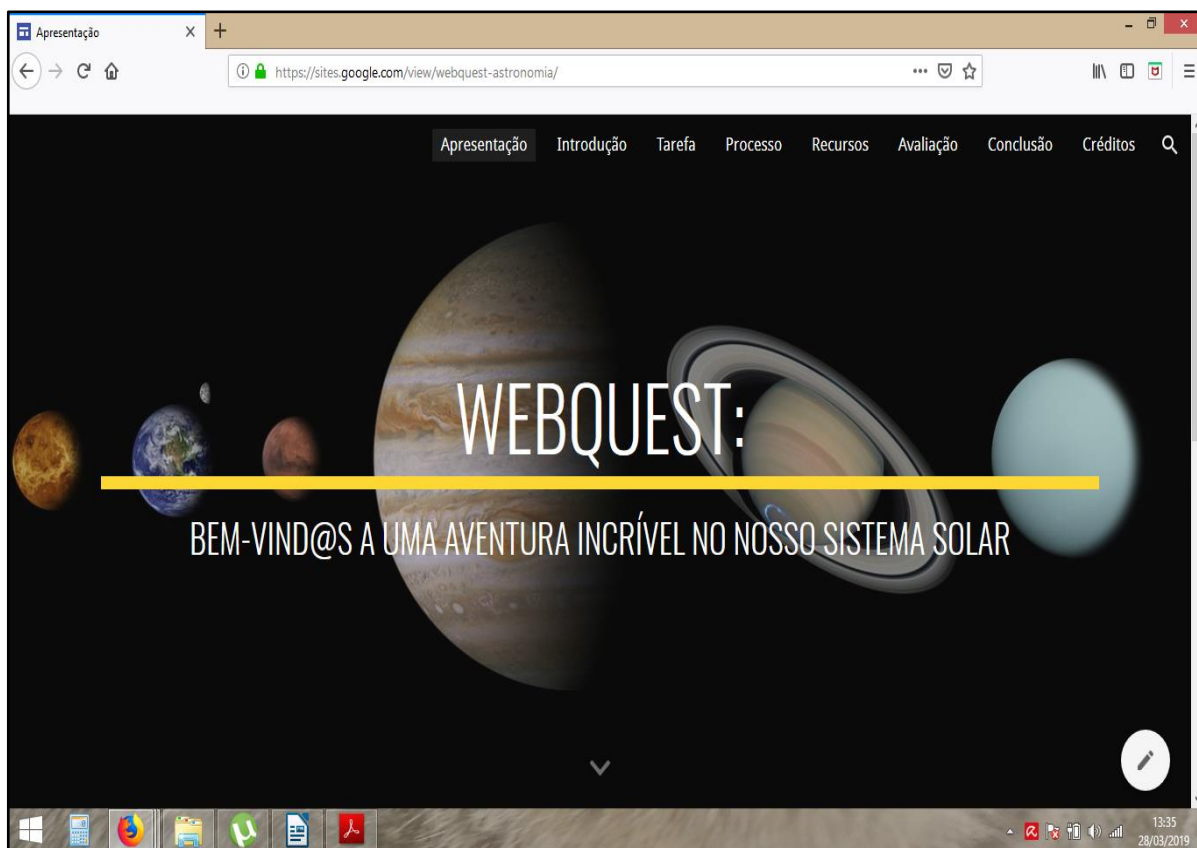 Apresentação
https://sites.google.com/view/webquest-astronomia/
Apresentação Introdução Tarefa Processo Recursos Avaliação Conclusão Créditos
WEBQUEST:
BEM-VIND@S A UMA AVENTURA INCRÍVEL NO NOSSO SISTEMA SOLAR
13:35
28/03/2019